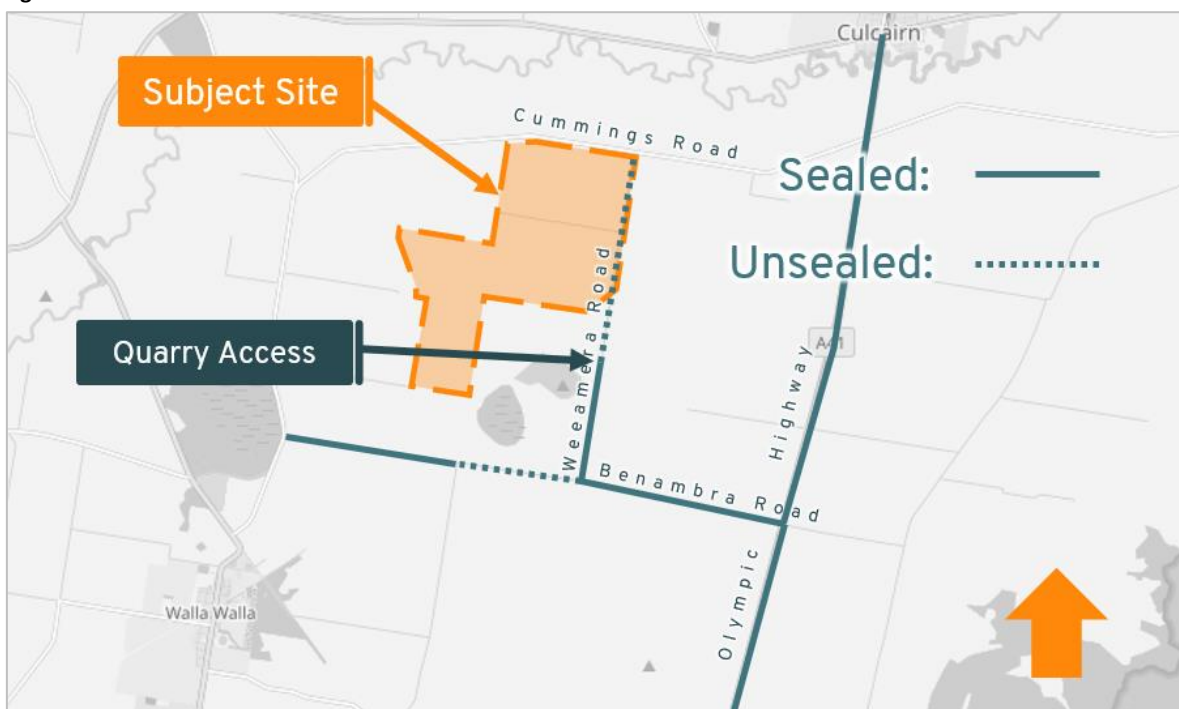 Culcairn
Subject Site
Cummings Road
Sealed:
Unsealed:
Weeamera Road
Quarry Access
A41
Highway
Benambra Road
Olympic
Walla Walla